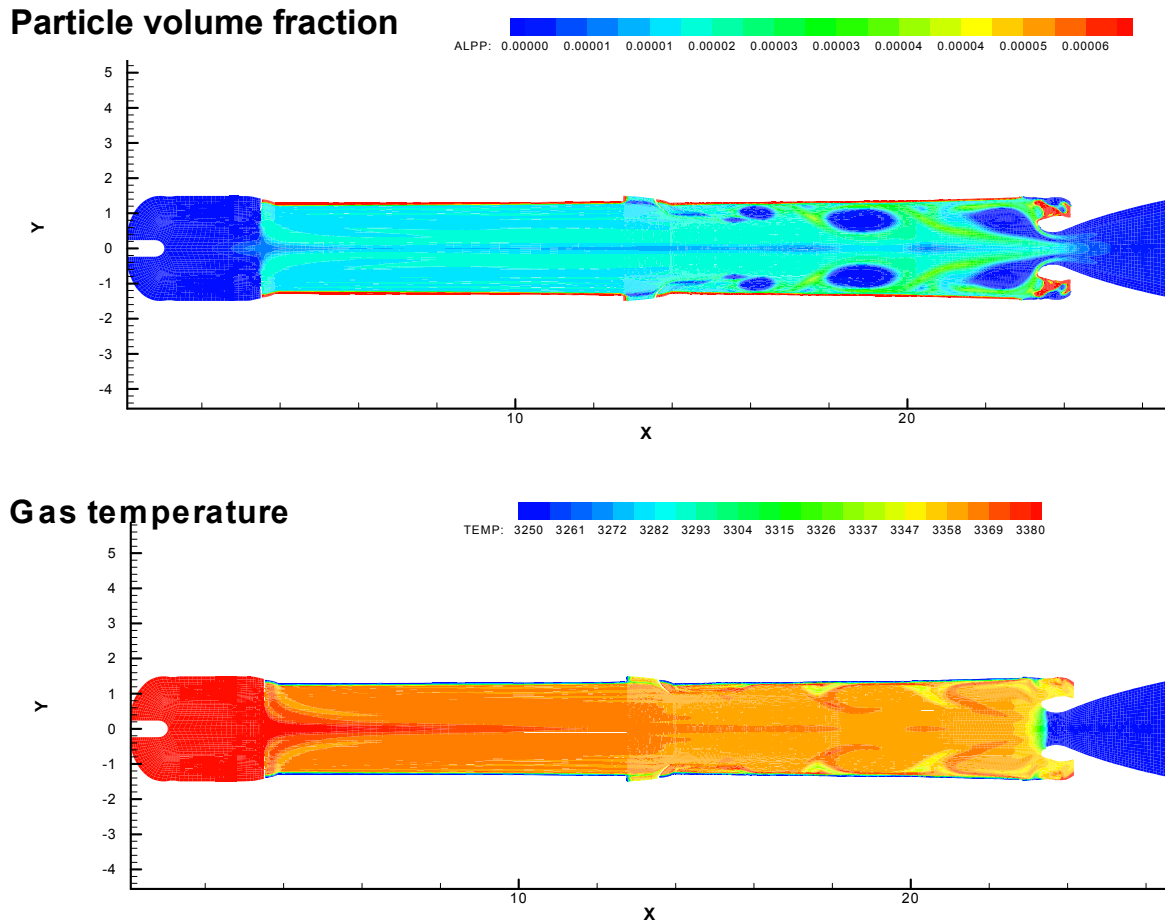 Particle volume fraction
ALPP: 0.00000 0.00001 0.00001 0.00002 0.00003 0.00003 0.00004 0.00004 0.00005 0.00006
5
4
3
2
1
0
-1
-2
-3
-4
Y
10 20
X
Gas temperature
TEMP: 3250 3261 3272 3282 3293 3304 3315 3326 3337 3347 3358 3369 3380
5
4
3
2
1
0
-1
-2
-3
-4
Y
10 20
X